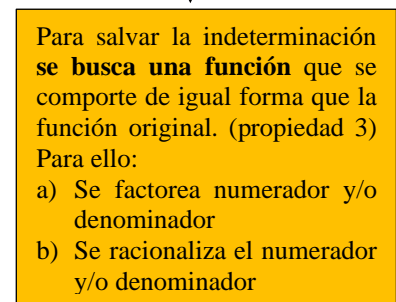 Para salvar la indeterminación
se busca una función que se
comporte de igual forma que la
función original. (propiedad 3)
Para ello:
a) Se factorea numerador y/o
denominador
b) Se racionaliza el numerador
y/o denominador